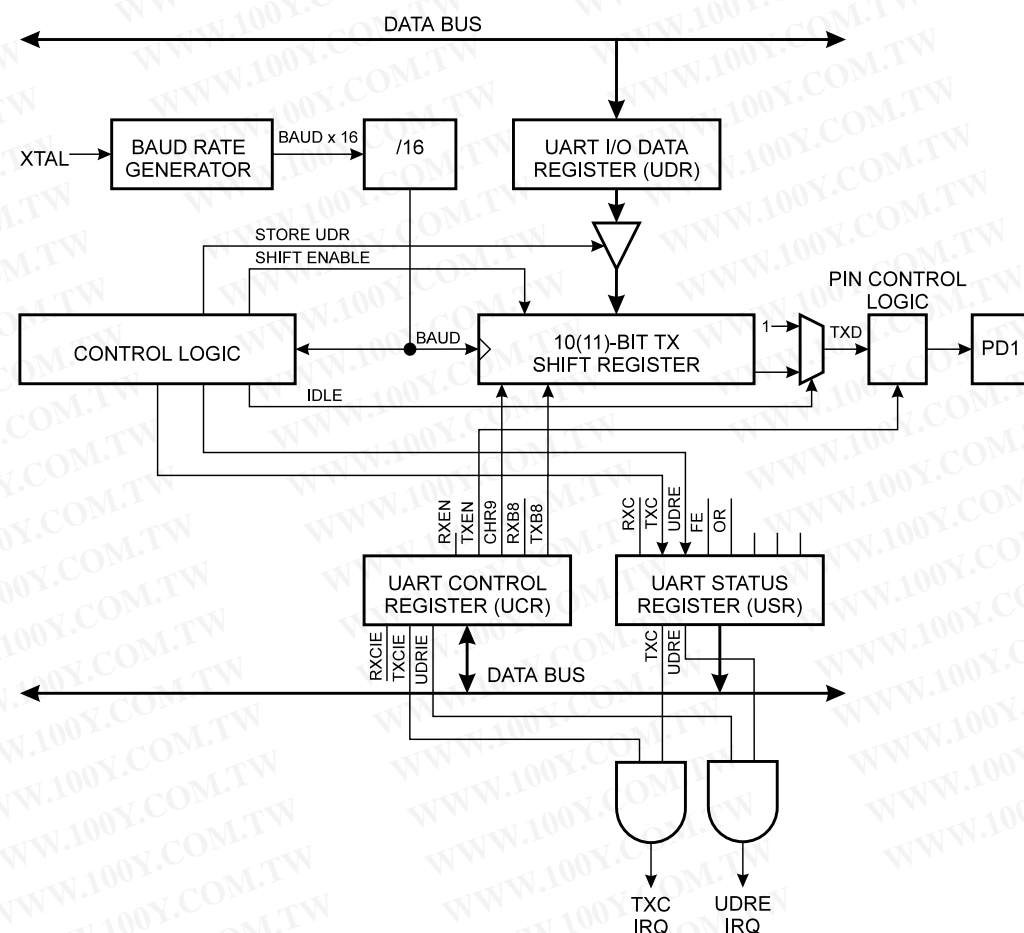 DATA BUS
XTAL
BAUD RATE
GENERATOR
BAUD x 16
/16
UART I/O DATA
REGISTER (UDR)
STORE UDR
SHIFT ENABLE
PIN CONTROL
LOGIC
CONTROL LOGIC
BAUD
10(11)-BIT TX
SHIFT REGISTER
1
TXD
PD1
IDLE
RXEN
TXEN
CHR9
RXB8
TXB8
RXC
TXC
UDRE
FE
OR
UART CONTROL
REGISTER (UCR)
UART STATUS
REGISTER (USR)
RXCIE
TXCIE
UDRIE
TXC
UDRE
DATA BUS
TXC
IRQ
UDRE
IRQ
WWW.100Y.COM.TW